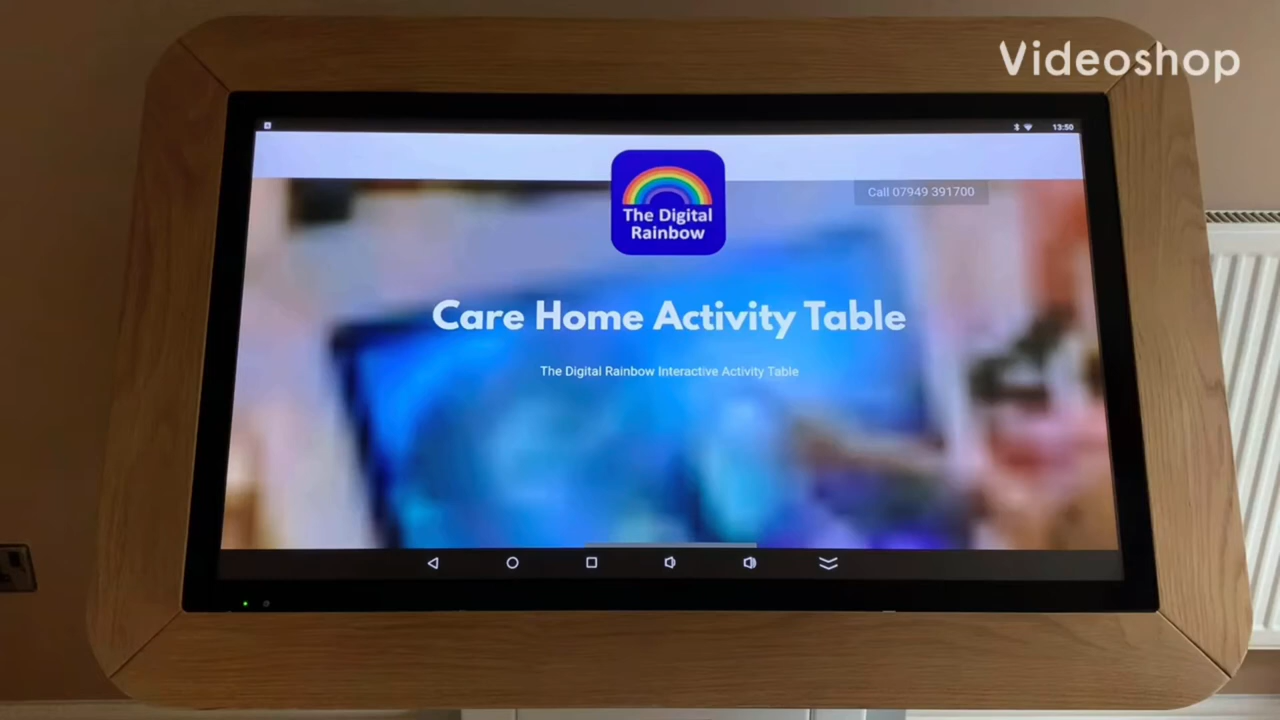 Videoshop
13:50
The Digital
Rainbow
Call 07949 391700
Care Home Activity Table
The Digital Rainbow Interactive Activity Table